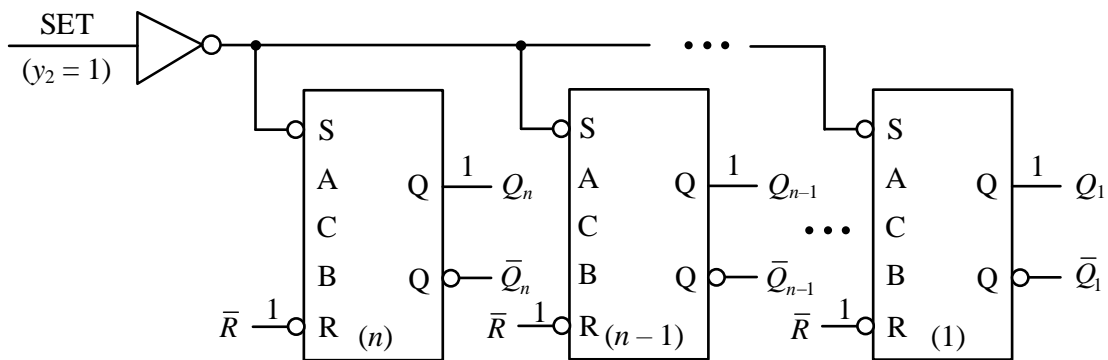 SET
(y₂ = 1)
S
A
C
B
R
Q
Q
(n)
1
Qₙ
Q̄ₙ
R̄
1
S
A
C
B
R
Q
Q
(n – 1)
1
Qₙ₋₁
Q̄ₙ₋₁
R̄
1
S
A
C
B
R
Q
Q
(1)
1
Q₁
Q̄₁
R̄
1